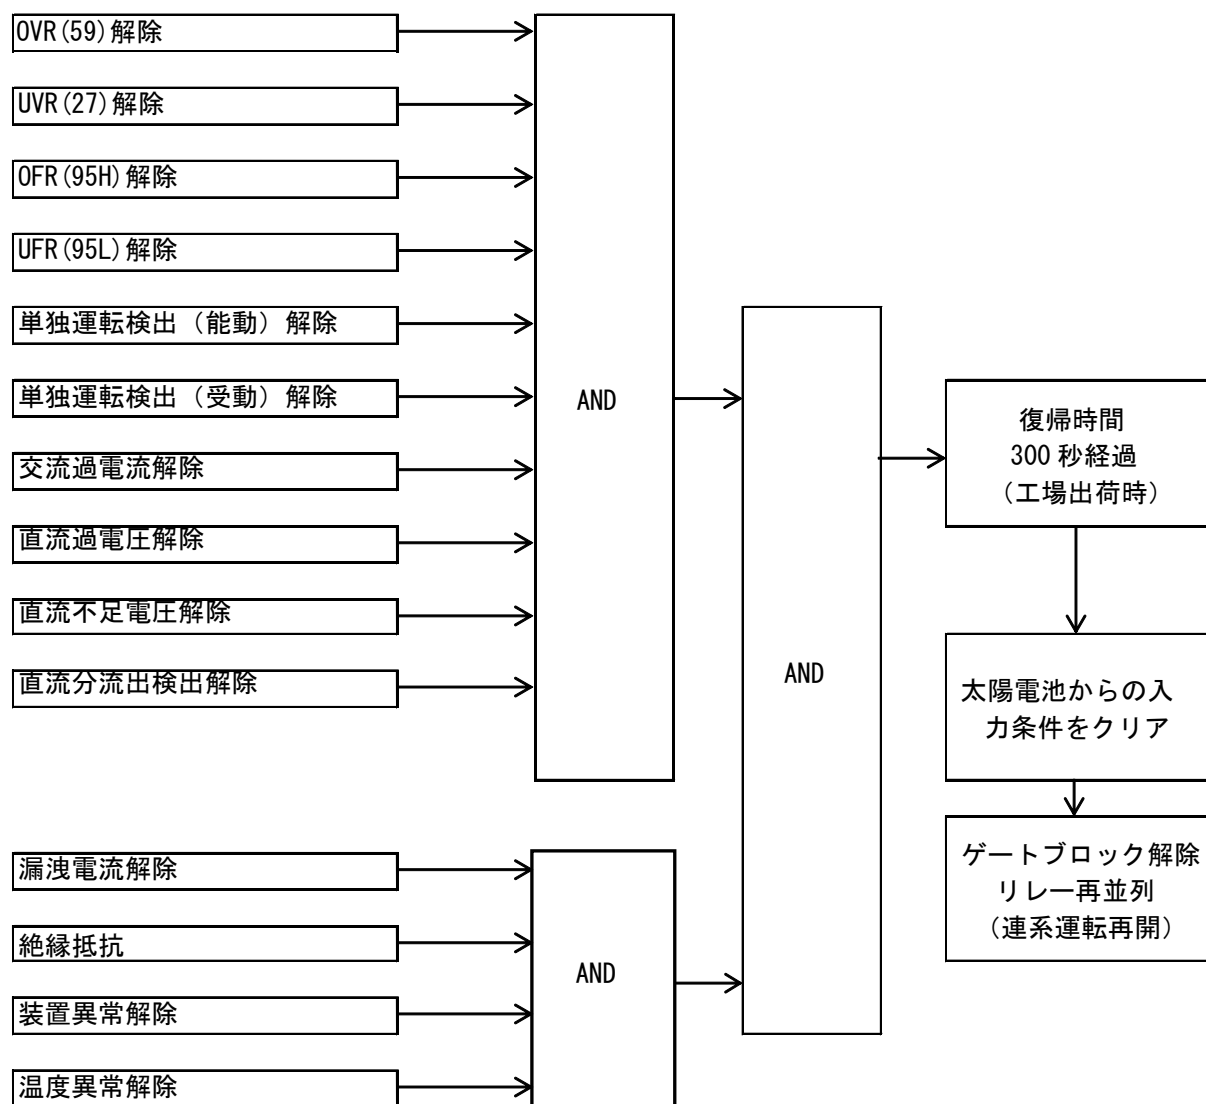 OVR(59)解除
UVR(27)解除
OFR(95H)解除
UFR(95L)解除
単独運転検出（能動）解除
単独運転検出（受動）解除
交流過電流解除
直流過電圧解除
直流不足電圧解除
直流分流出検出解除
AND
漏洩電流解除
絶縁抵抗
装置異常解除
温度異常解除
AND
AND
復帰時間
300秒経過
（工場出荷時）
太陽電池からの入
力条件をクリア
ゲートブロック解除
リレー再並列
（連系運転再開）